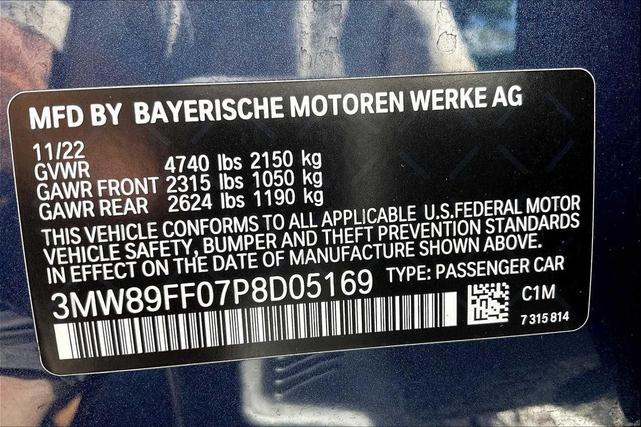 MFD BY BAYERISCHE MOTOREN WERKE AG
11/22
GVWR 4740 lbs 2150 kg
GAWR FRONT 2315 lbs 1050 kg
GAWR REAR 2624 lbs 1190 kg
THIS VEHICLE CONFORMS TO ALL APPLICABLE U.S.FEDERAL MOTOR
VEHICLE SAFETY, BUMPER AND THEFT PREVENTION STANDARDS
IN EFFECT ON THE DATE OF MANUFACTURE SHOWN ABOVE.
3MW89FF07P8D05169 TYPE: PASSENGER CAR
C1M
7 315 814